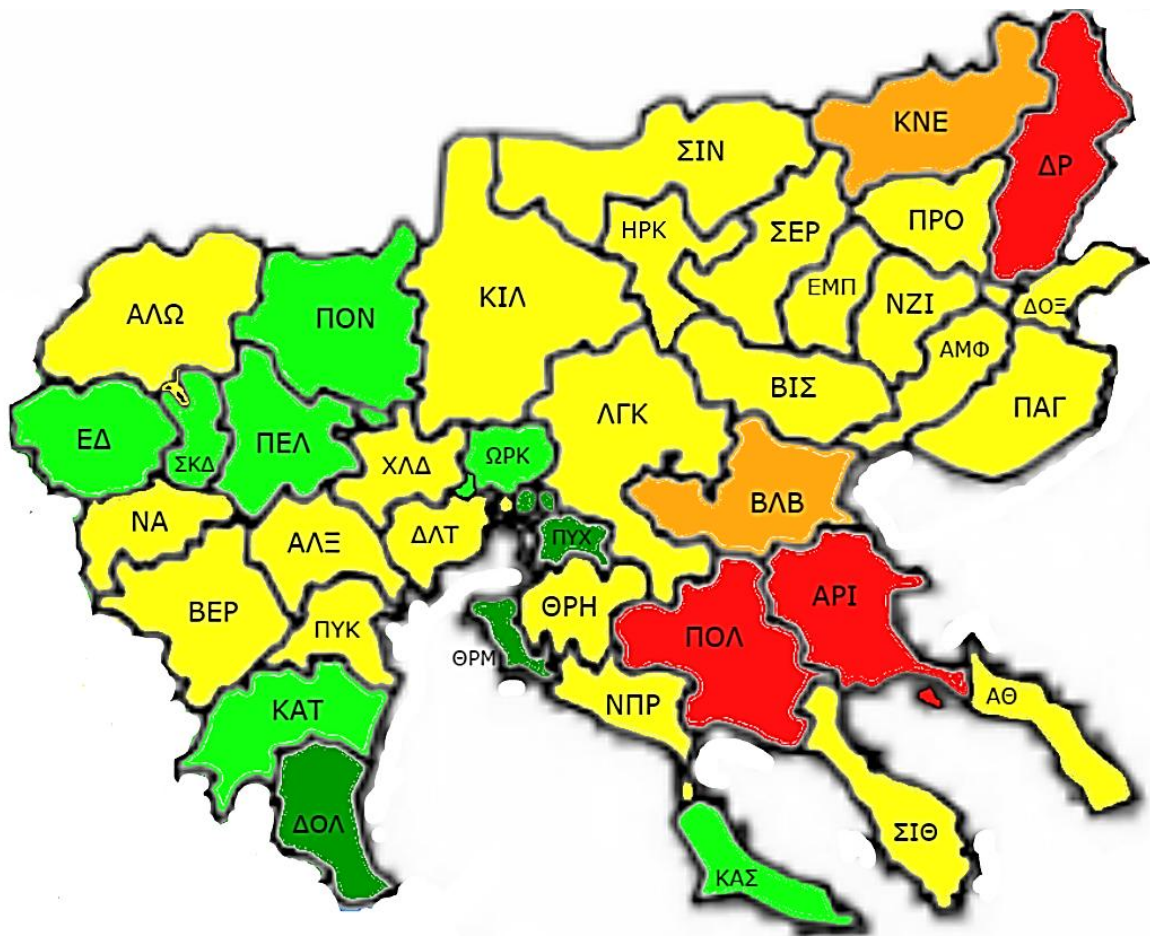 ΚΝΕ
ΣΙΝ
ΔΡ
ΗΡΚ
ΣΕΡ
ΠΡΟ
ΚΙΛ
ΕΜΠ
ΝΖΙ
ΔΟΞ
ΑΛΩ
ΠΟΝ
ΑΜΦ
ΒΙΣ
ΠΑΓ
ΛΓΚ
ΕΔ
ΣΚΔ
ΠΕΛ
ΧΛΔ
ΩΡΚ
ΒΛΒ
ΝΑ
ΑΛΞ
ΔΛΤ
ΠΥΧ
ΒΕΡ
ΠΥΚ
ΘΡΗ
ΑΡΙ
ΠΟΛ
ΘΡΜ
ΚΑΤ
ΝΠΡ
ΑΘ
ΔΟΛ
ΣΙΘ
ΚΑΣ